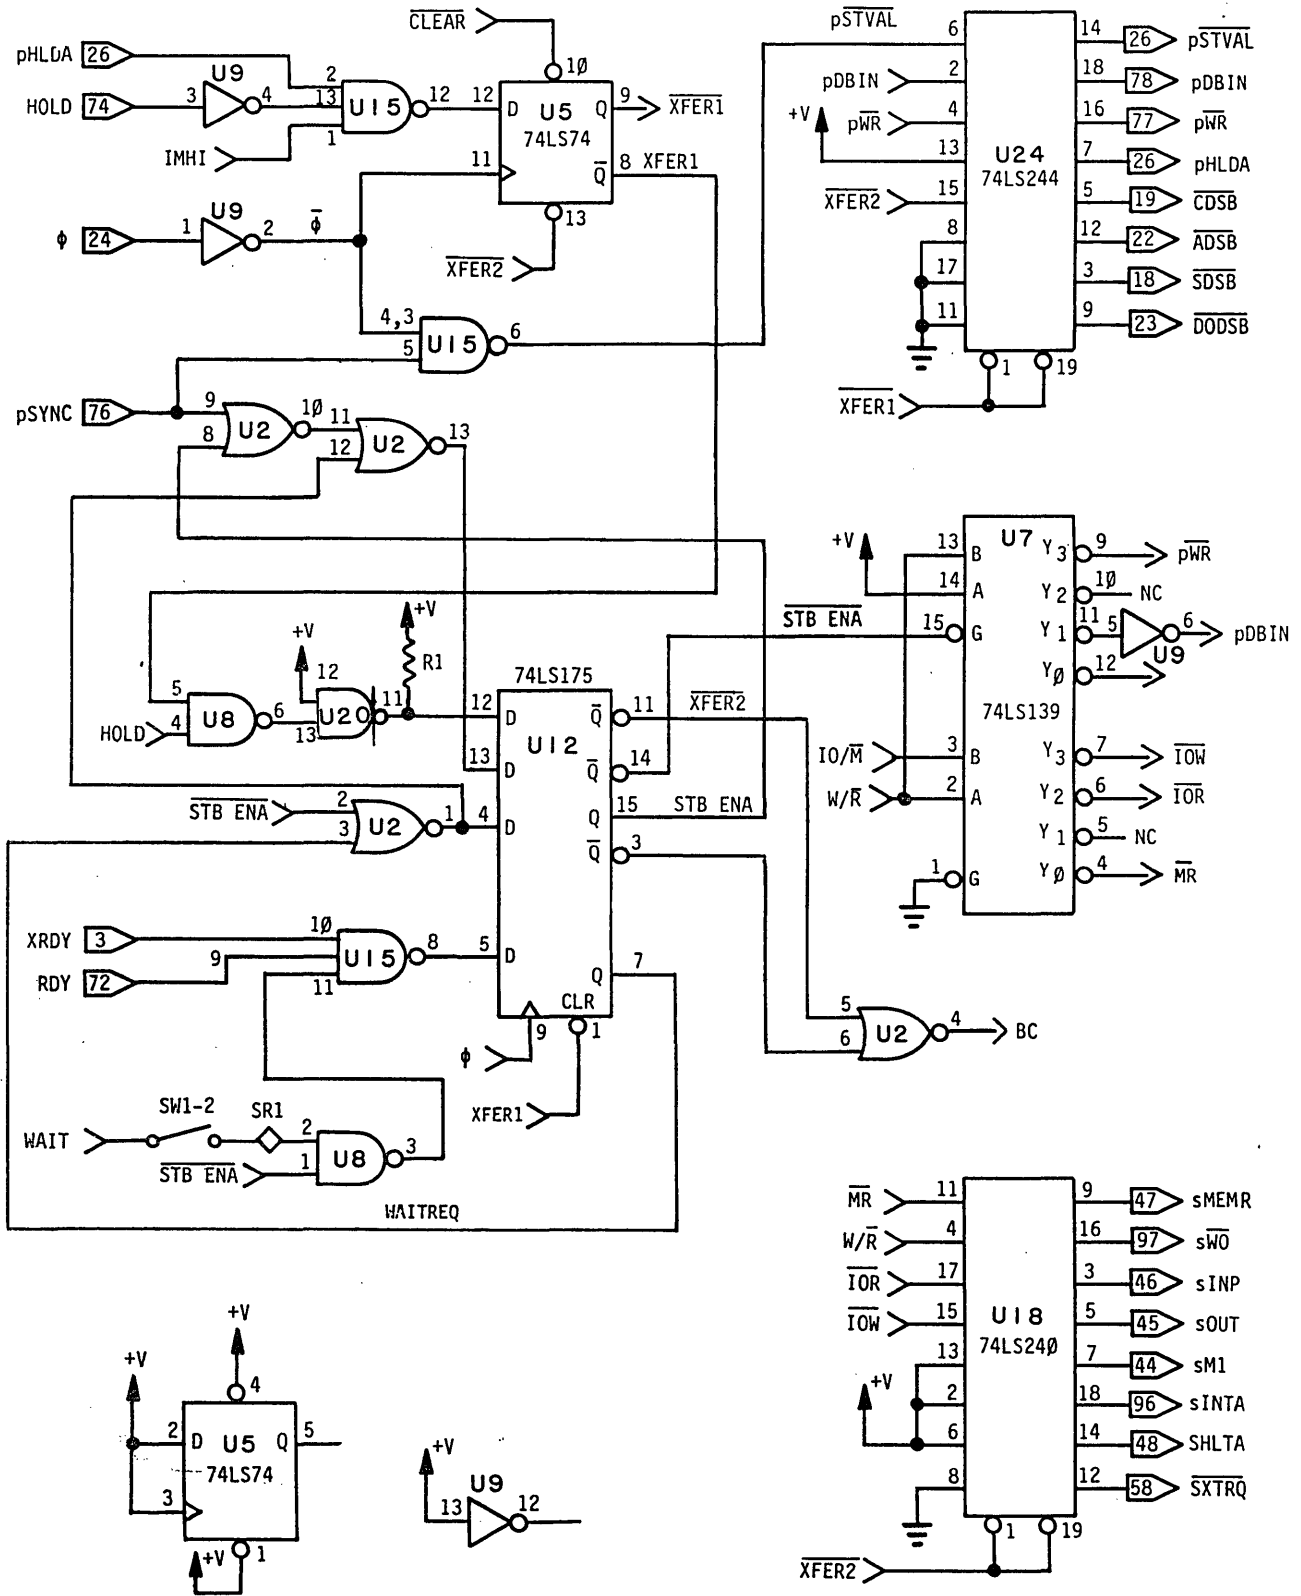 CLEAR
pHLDA 26
U9
HOLD 74 3 4
2
13
1
U15 12
IMHI
10
12 D U5 Q 9 XFER1
74LS74
11 Q 8 XFER1
13
XFER2
ϕ 24 1 U9 2 ϕ
4,3
5
U15 6
pSYNC 76
9
8
U2 10 11
12
U2 13
pSTVAL
6 14 26 pSTVAL
pDBIN 2 18 78 pDBIN
+V
pWR 4 16 77 pWR
13 U24 7 26 pHLDA
74LS244
XFER2 15 5 19 CDSB
8 12 22 ADSB
17 3 18 SDSB
11 9 23 DODSB
1 19
XFER1
+V
13 B U7 Y3 9 pWR
14 A Y2 10 NC
STB ENA 15 G Y1 11 5 U9 6 pDBIN
Y0 12
74LS139
IO/M 3 B Y3 7 IOW
W/R 2 A Y2 6 IOR
Y1 5 NC
1 G Y0 4 MR
+V
+V
R1
12
5
U8 6 U20 11
HOLD 4 13
74LS175
12 D Q 11 XFER2
U12
13 D Q 14
Q 15 STB ENA
STB ENA 2
3
U2 1 4 D Q 3
XRDY 3 10
RDY 72 9
11
U15 8 5 D
Q 7
CLR
9 1
ϕ
XFER1
5
6
U2 4 BC
SW1-2 SR1
WAIT 2
STB ENA 1
U8 3
WAITREQ
MR 11 9 47 sMEMR
W/R 4 16 97 sWO
IOR 17 3 46 sINP
IOW 15 U18 5 45 sOUT
74LS240
13 7 44 sM1
+V
2 18 96 sINTA
6 14 48 SHLTA
8 12 58 SXTRQ
1 19
XFER2
+V
+V
4
2 D U5 Q 5
74LS74
3
+V 1
+V
U9
13 12